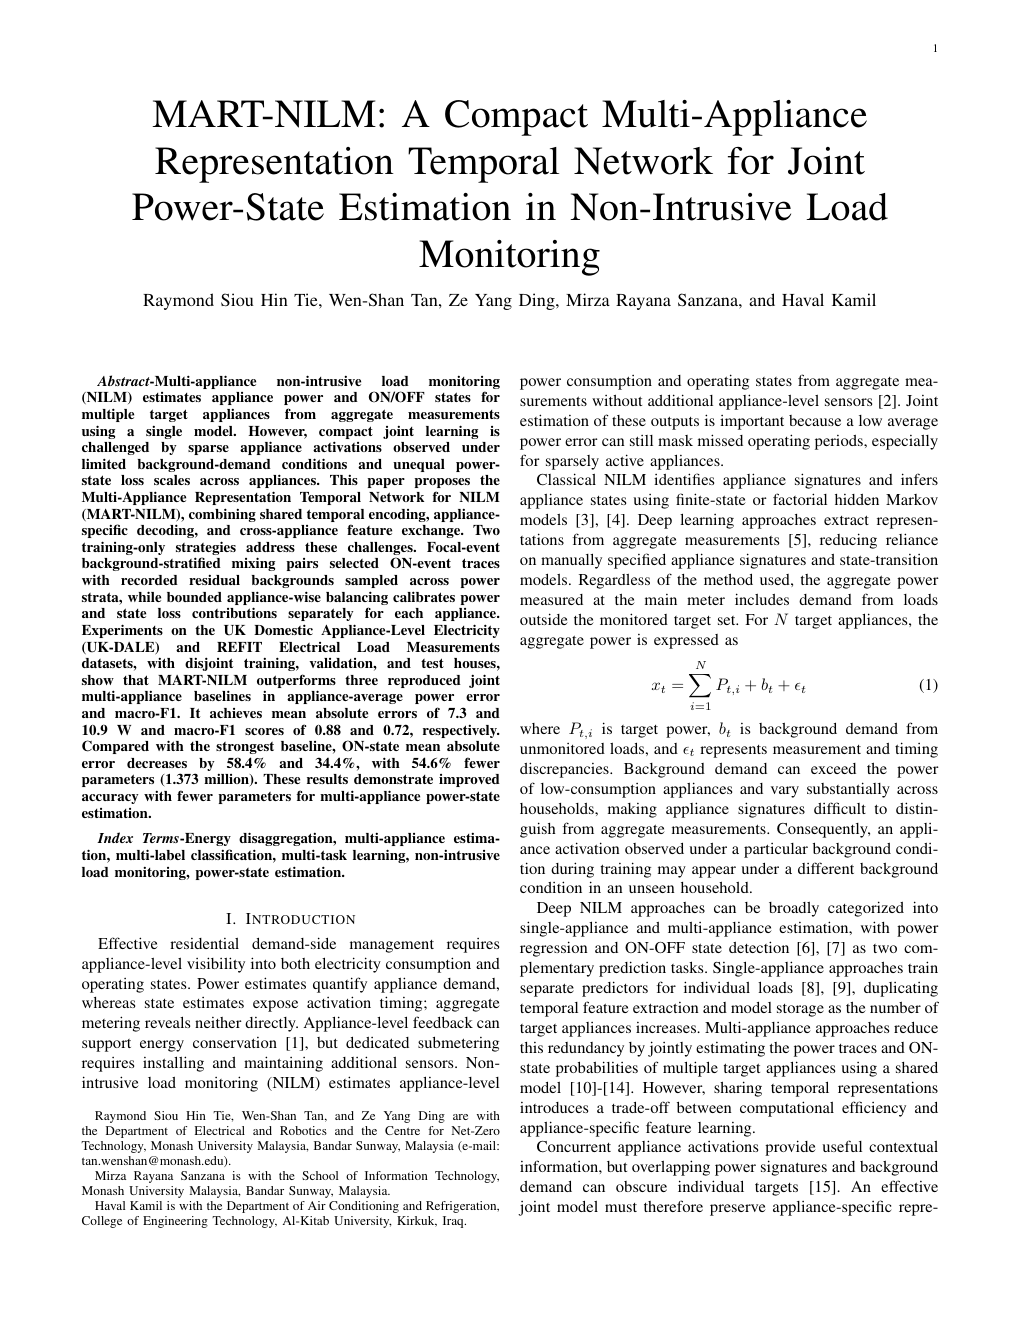 1
MART-NILM: A Compact Multi-Appliance
Representation Temporal Network for Joint
Power-State Estimation in Non-Intrusive Load
Monitoring
Raymond Siou Hin Tie, Wen-Shan Tan, Ze Yang Ding, Mirza Rayana Sanzana, and Haval Kamil
Abstract-Multi-appliance non-intrusive load monitoring
(NILM) estimates appliance power and ON/OFF states for
multiple target appliances from aggregate measurements
using a single model. However, compact joint learning is
challenged by sparse appliance activations observed under
limited background-demand conditions and unequal power-
state loss scales across appliances. This paper proposes the
Multi-Appliance Representation Temporal Network for NILM
(MART-NILM), combining shared temporal encoding, appliance-
specific decoding, and cross-appliance feature exchange. Two
training-only strategies address these challenges. Focal-event
background-stratified mixing pairs selected ON-event traces
with recorded residual backgrounds sampled across power
strata, while bounded appliance-wise balancing calibrates power
and state loss contributions separately for each appliance.
Experiments on the UK Domestic Appliance-Level Electricity
(UK-DALE) and REFIT Electrical Load Measurements
datasets, with disjoint training, validation, and test houses,
show that MART-NILM outperforms three reproduced joint
multi-appliance baselines in appliance-average power error
and macro-F1. It achieves mean absolute errors of 7.3 and
10.9 W and macro-F1 scores of 0.88 and 0.72, respectively.
Compared with the strongest baseline, ON-state mean absolute
error decreases by 58.4% and 34.4%, with 54.6% fewer
parameters (1.373 million). These results demonstrate improved
accuracy with fewer parameters for multi-appliance power-state
estimation.
Index Terms-Energy disaggregation, multi-appliance estima-
tion, multi-label classification, multi-task learning, non-intrusive
load monitoring, power-state estimation.
I. INTRODUCTION
Effective residential demand-side management requires
appliance-level visibility into both electricity consumption and
operating states. Power estimates quantify appliance demand,
whereas state estimates expose activation timing; aggregate
metering reveals neither directly. Appliance-level feedback can
support energy conservation [1], but dedicated submetering
requires installing and maintaining additional sensors. Non-
intrusive load monitoring (NILM) estimates appliance-level
Raymond Siou Hin Tie, Wen-Shan Tan, and Ze Yang Ding are with
the Department of Electrical and Robotics and the Centre for Net-Zero
Technology, Monash University Malaysia, Bandar Sunway, Malaysia (e-mail:
tan.wenshan@monash.edu).
Mirza Rayana Sanzana is with the School of Information Technology,
Monash University Malaysia, Bandar Sunway, Malaysia.
Haval Kamil is with the Department of Air Conditioning and Refrigeration,
College of Engineering Technology, Al-Kitab University, Kirkuk, Iraq.
power consumption and operating states from aggregate mea-
surements without additional appliance-level sensors [2]. Joint
estimation of these outputs is important because a low average
power error can still mask missed operating periods, especially
for sparsely active appliances.
Classical NILM identifies appliance signatures and infers
appliance states using finite-state or factorial hidden Markov
models [3], [4]. Deep learning approaches extract represen-
tations from aggregate measurements [5], reducing reliance
on manually specified appliance signatures and state-transition
models. Regardless of the method used, the aggregate power
measured at the main meter includes demand from loads
outside the monitored target set. For N target appliances, the
aggregate power is expressed as
x_t = \sum_{i=1}^{N} P_{t,i} + b_t + \epsilon_t (1)
where P_{t,i} is target power, b_t is background demand from
unmonitored loads, and \epsilon_t represents measurement and timing
discrepancies. Background demand can exceed the power
of low-consumption appliances and vary substantially across
households, making appliance signatures difficult to distin-
guish from aggregate measurements. Consequently, an appli-
ance activation observed under a particular background condi-
tion during training may appear under a different background
condition in an unseen household.
Deep NILM approaches can be broadly categorized into
single-appliance and multi-appliance estimation, with power
regression and ON-OFF state detection [6], [7] as two com-
plementary prediction tasks. Single-appliance approaches train
separate predictors for individual loads [8], [9], duplicating
temporal feature extraction and model storage as the number of
target appliances increases. Multi-appliance approaches reduce
this redundancy by jointly estimating the power traces and ON-
state probabilities of multiple target appliances using a shared
model [10]-[14]. However, sharing temporal representations
introduces a trade-off between computational efficiency and
appliance-specific feature learning.
Concurrent appliance activations provide useful contextual
information, but overlapping power signatures and background
demand can obscure individual targets [15]. An effective
joint model must therefore preserve appliance-specific repre-